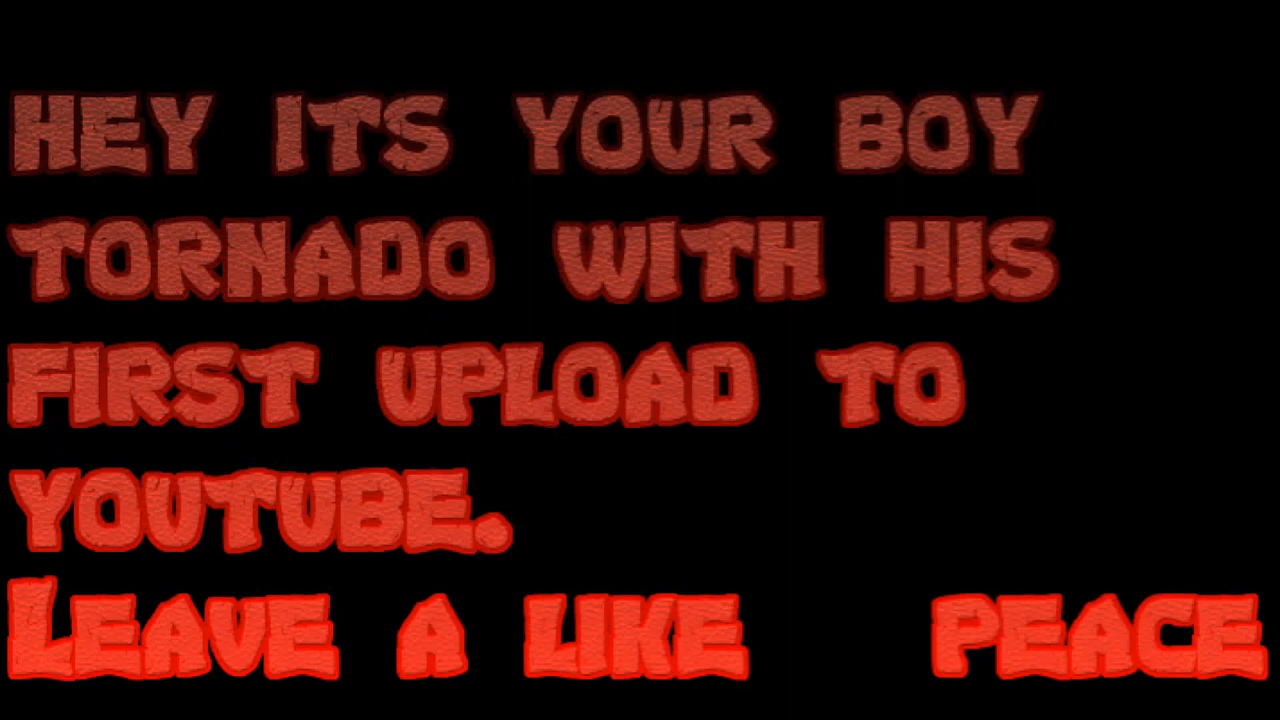 HEY ITS YOUR BOY
TORNADO WITH HIS
FIRST UPLOAD TO
YOUTUBE.
LEAVE A LIKE PEACE